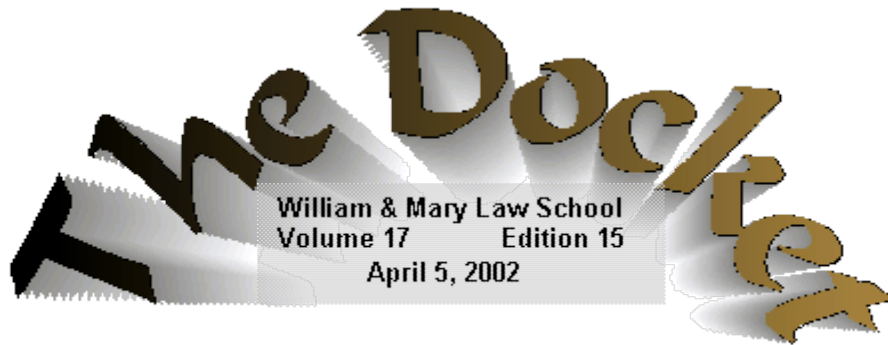 The Docket
William & Mary Law School
Volume 17 Edition 15
April 5, 2002